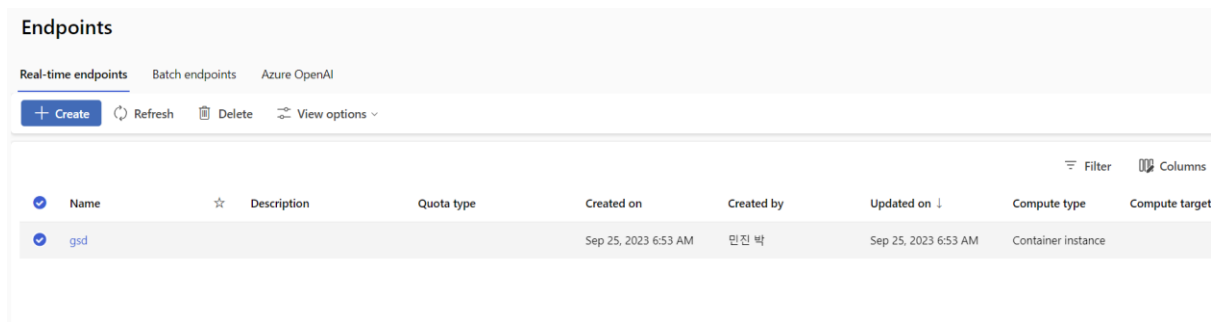 Endpoints
Real-time endpoints Batch endpoints Azure OpenAI
Create Refresh Delete View options
Filter Columns
Name Description Quota type Created on Created by Updated on ↓ Compute type Compute target
gsd Sep 25, 2023 6:53 AM 민진 박 Sep 25, 2023 6:53 AM Container instance